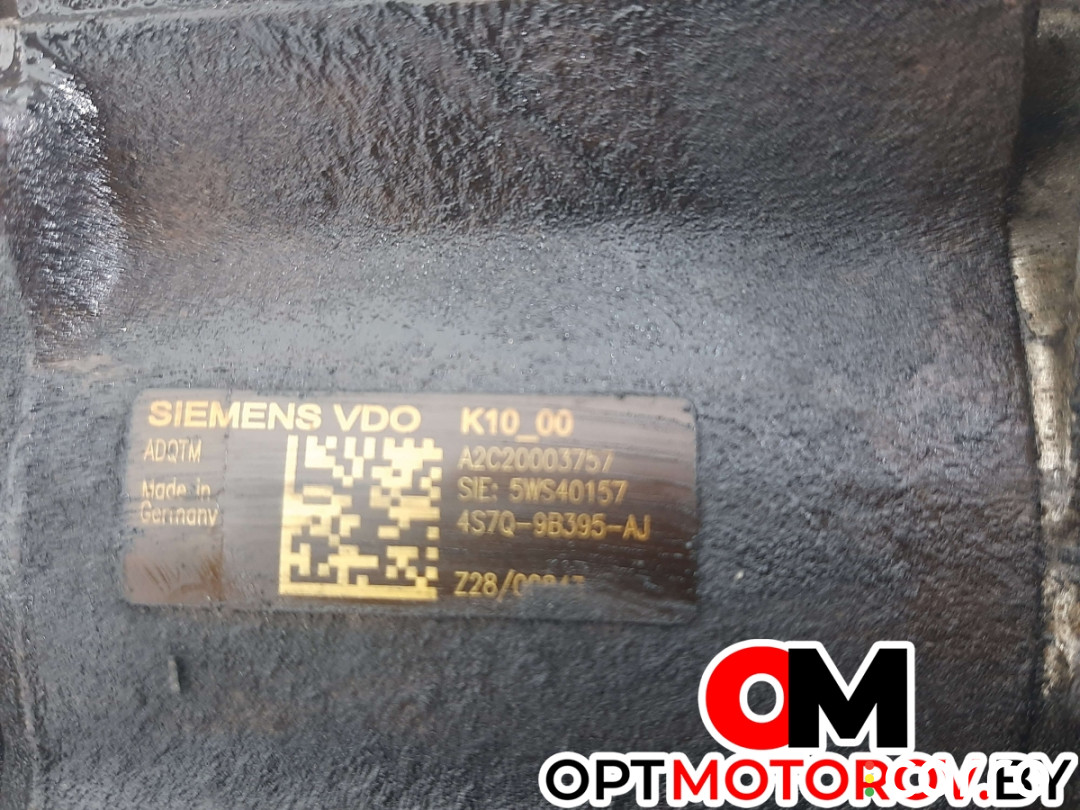 SIEMENS VDO K10_00
ADQTM A2C20003757
Made in SIE: 5WS40157
Germany 4S7Q-9B395-AJ
OM
OPTMOTOROV.BY